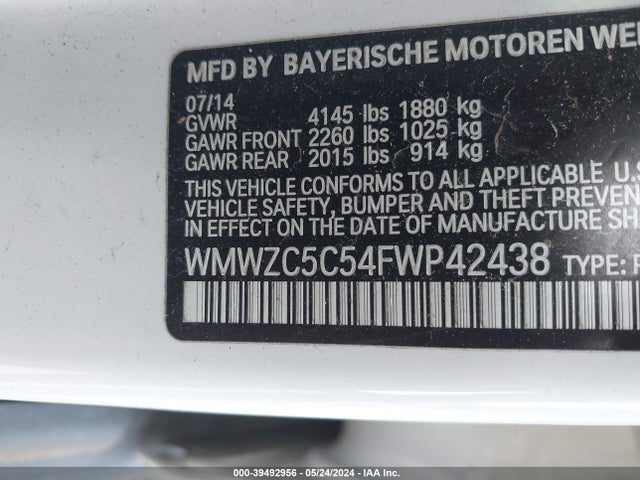 MFD BY BAYERISCHE MOTOREN
07/14
GVWR 4145 lbs 1880 kg
GAWR FRONT 2260 lbs 1025 kg
GAWR REAR 2015 lbs 914 kg
THIS VEHICLE CONFORMS TO ALL APPLICABLE U.S
VEHICLE SAFETY, BUMPER AND THEFT PREVEN
IN EFFECT ON THE DATE OF MANUFACTURE SH
WMWZC5C54FWP42438 TYPE:
000-39492956 - 05/24/2024 - IAA Inc.